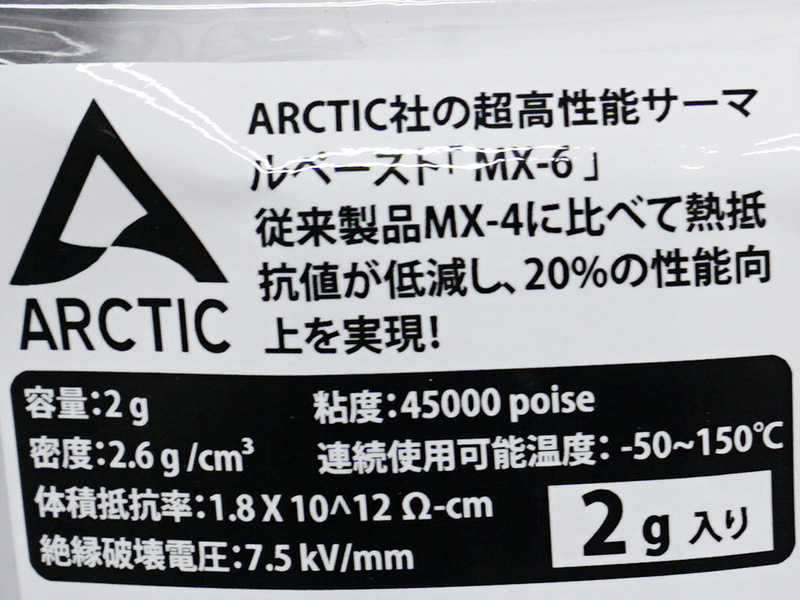 ARCTIC
ARCTIC社の超高性能サーマ
ルペースト「MX-6」
従来製品MX-4に比べて熱抵
抗値が低減し、20%の性能向
上を実現!
容量:2 g
粘度:45000 poise
密度:2.6 g /cm³
連続使用可能温度: -50~150℃
体積抵抗率:1.8 X 10^12 Ω-cm
絶縁破壊電圧:7.5 kV/mm
2 g 入り